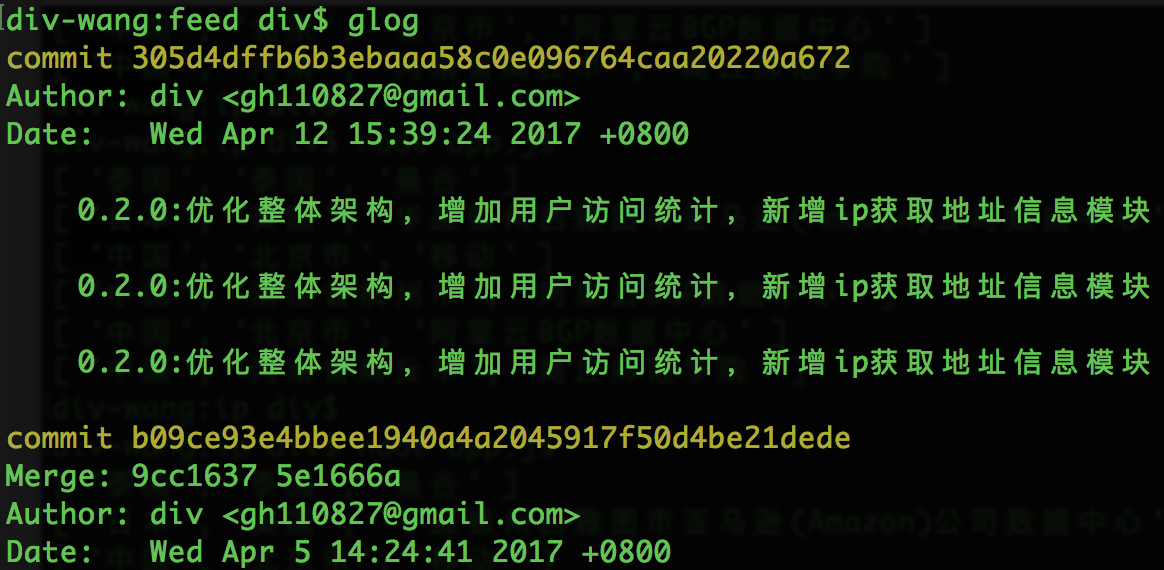 div-wang:feed div$ glog
commit 305d4dffb6b3ebaaa58c0e096764caa20220a672
Author: div <gh110827@gmail.com>
Date:   Wed Apr 12 15:39:24 2017 +0800
0.2.0:优化整体架构，增加用户访问统计，新增ip获取地址信息模块
0.2.0:优化整体架构，增加用户访问统计，新增ip获取地址信息模块
0.2.0:优化整体架构，增加用户访问统计，新增ip获取地址信息模块
commit b09ce93e4bbee1940a4a2045917f50d4be21dede
Merge: 9cc1637 5e1666a
Author: div <gh110827@gmail.com>
Date:   Wed Apr 5 14:24:41 2017 +0800